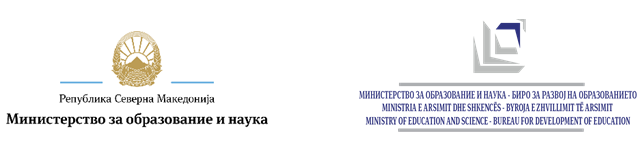 Република Северна Македонија
Министерство за образование и наука
МИНИСТЕРСТВО ЗА ОБРАЗОВАНИЕ И НАУКА - БИРО ЗА РАЗВОЈ НА ОБРАЗОВАНИЕТО
MINISTRIA E ARSIMIT DHE SHKENCËS - BYROJA E ZHVILLIMIT TË ARSIMIT
MINISTRY OF EDUCATION AND SCIENCE - BUREAU FOR DEVELOPMENT OF EDUCATION